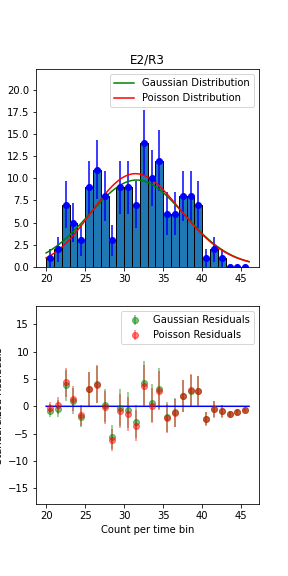 E2/R3
Gaussian Distribution
Poisson Distribution
20.0
17.5
15.0
12.5
10.0
7.5
5.0
2.5
0.0
20 25 30 35 40 45
Gaussian Residuals
Poisson Residuals
15
10
5
0
−5
−10
−15
20 25 30 35 40 45
Count per time bin